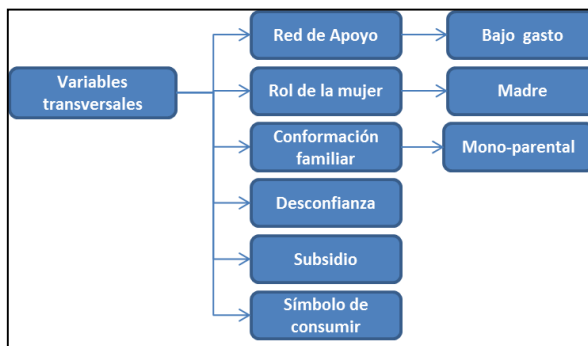 Red de Apoyo
Bajo gasto
Variables
transversales
Rol de la mujer
Madre
Conformación
familiar
Mono-parental
Desconfianza
Subsidio
Símbolo de
consumir